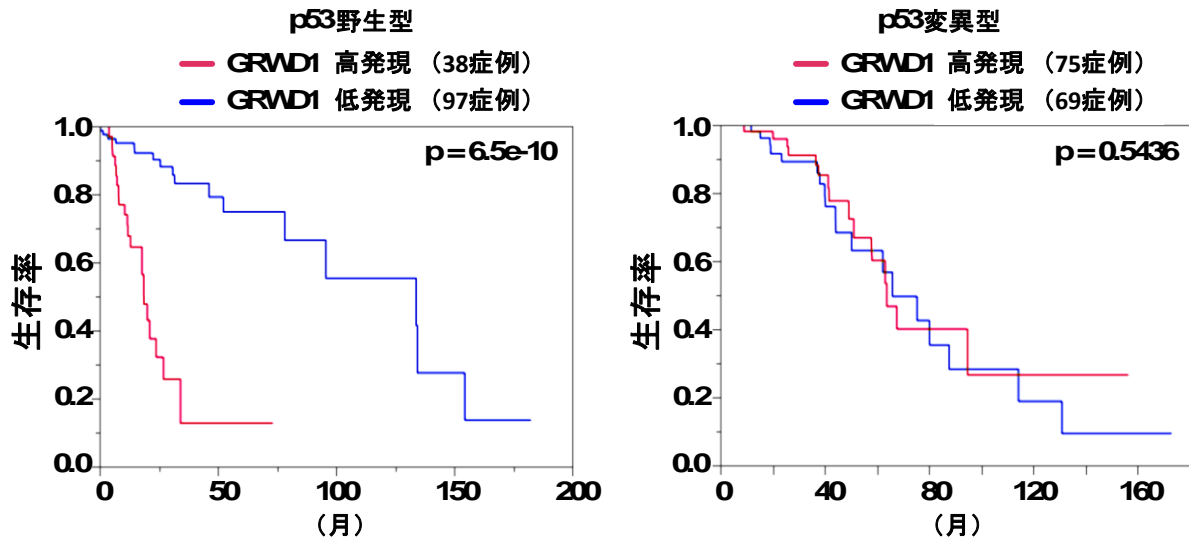 p53野生型
GRWD1 高発現 （38症例）
GRWD1 低発現 （97症例）
p = 6.5e-10
生存率
1.0
0.8
0.6
0.4
0.2
0.0
0 50 100 150 200
（月）
p53変異型
GRWD1 高発現 （75症例）
GRWD1 低発現 （69症例）
p = 0.5436
生存率
1.0
0.8
0.6
0.4
0.2
0.0
0 40 80 120 160
（月）